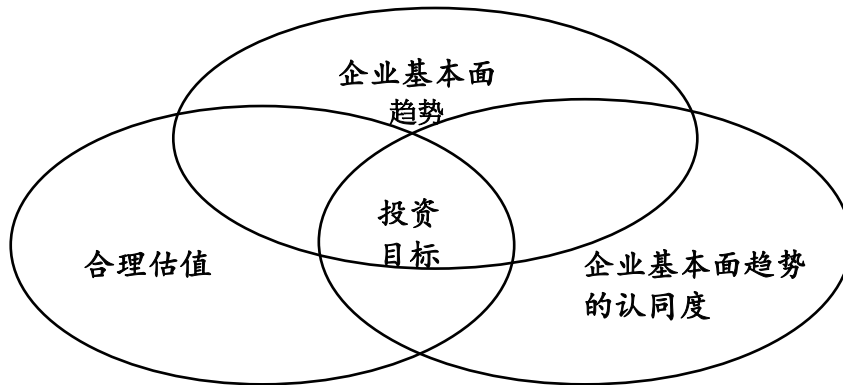 企业基本面
趋势
投资
目标
合理估值
企业基本面趋势
的认同度